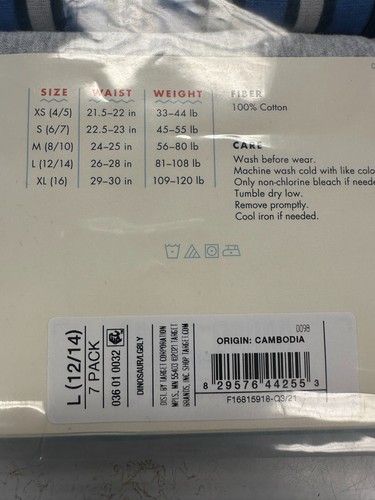 SIZE WAIST WEIGHT
XS (4/5) 21.5–22 in 33–44 lb
S (6/7) 22.5–23 in 45–55 lb
M (8/10) 24–25 in 56–80 lb
L (12/14) 26–28 in 81–108 lb
XL (16) 29–30 in 109–120 lb
FIBER
100% Cotton
CARE
Wash before wear.
Machine wash cold with like colo
Only non-chlorine bleach if neede
Tumble dry low.
Remove promptly.
Cool iron if needed.
L (12/14)
7 PACK
036 01 0032
DINOSAUR/LGBLY
DIST. BY TARGET CORPORATION
MPLS, MN 55403 ©2021 TARGET
BRANDS, INC. SHOP TARGET.COM
0098
ORIGIN: CAMBODIA
8 29576 44255 3
F16815918-Q3/21